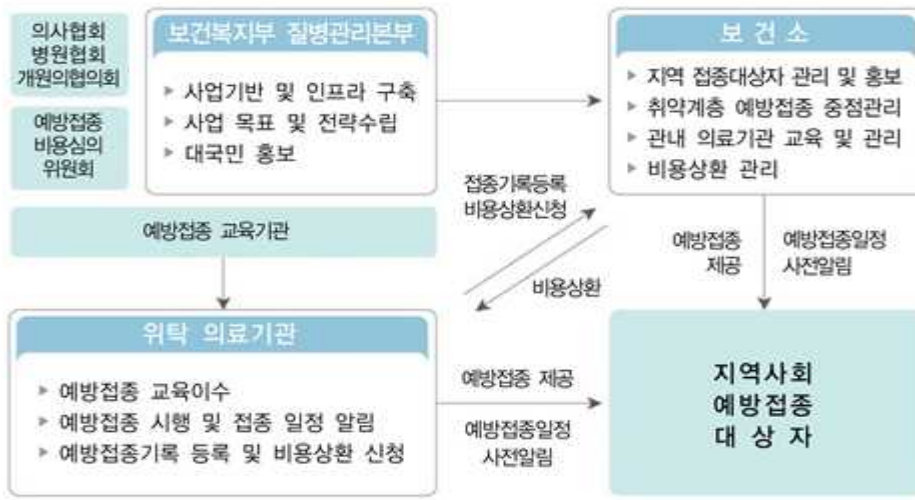 의사협회
병원협회
개원의협의회
예방접종
비용심의
위원회
보건복지부 질병관리본부
▸ 사업기반 및 인프라 구축
▸ 사업 목표 및 전략수립
▸ 대국민 홍보
보건소
▸ 지역 접종대상자 관리 및 홍보
▸ 취약계층 예방접종 중점관리
▸ 관내 의료기관 교육 및 관리
▸ 비용상환 관리
예방접종 교육기관
접종기록등록
비용상환신청
비용상환
예방접종
제공
예방접종일정
사전알림
위탁 의료기관
▸ 예방접종 교육이수
▸ 예방접종 시행 및 접종 일정 알림
▸ 예방접종기록 등록 및 비용상환 신청
예방접종 제공
예방접종일정
사전알림
지역사회
예방접종
대 상 자